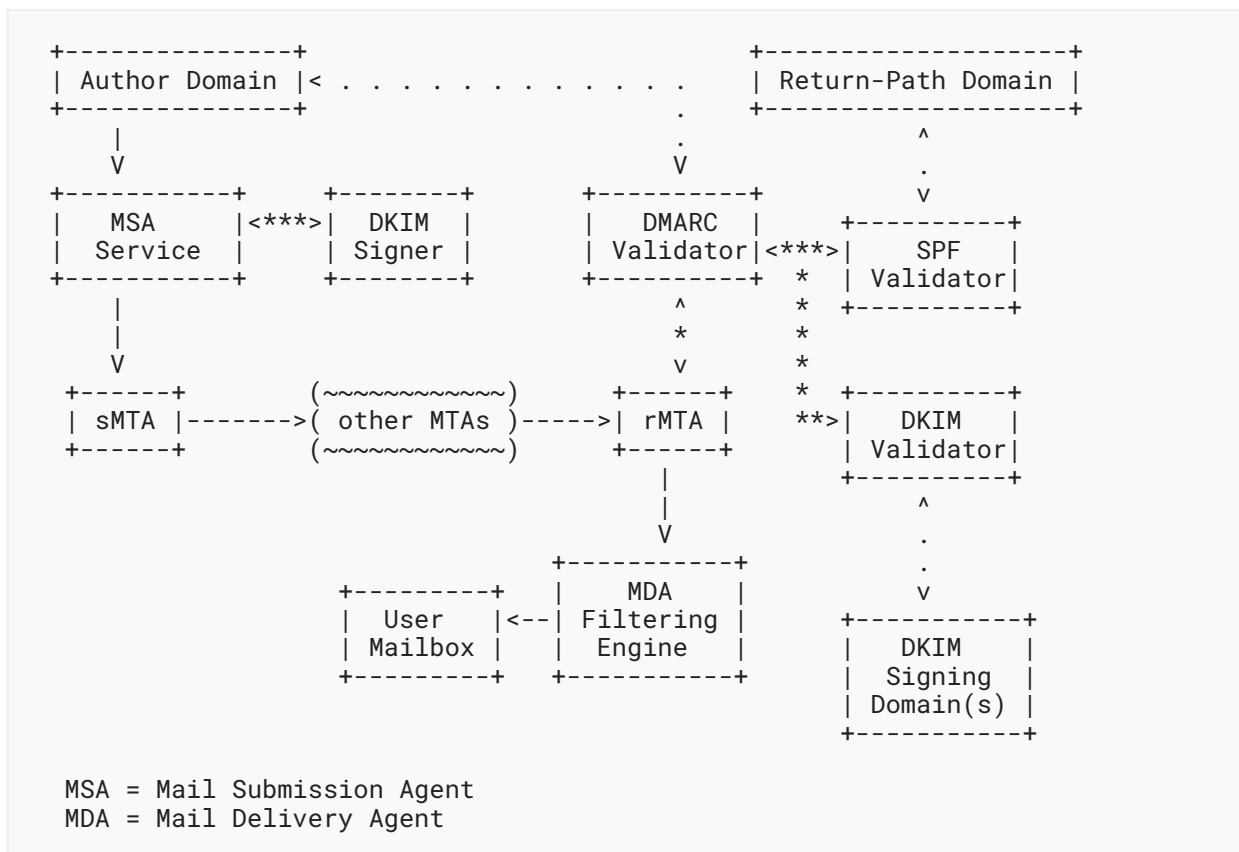 +---------------+                             +--------------------+
| Author Domain |< . . . . . . . . . . . .    | Return-Path Domain |
+---------------+                        .    +--------------------+
    |                                    .               ^
    V                                    V               .
+-----------+     +--------+       +----------+          v
|   MSA     |<***>|  DKIM  |       |   DMARC  |     +----------+
|  Service  |     | Signer |       | Validator|<***>|    SPF   |
+-----------+     +--------+       +----------+  *  | Validator|
    |                                    ^       *  +----------+
    |                                    *       *
    V                                    v       *
 +------+        (~~~~~~~~~~~~)      +------+    *  +----------+
 | sMTA |------->( other MTAs )----->| rMTA |    **>|   DKIM   |
 +------+        (~~~~~~~~~~~~)      +------+       | Validator|
                                        |           +----------+
                                        |                ^
                                        V                .
                                 +-----------+           .
                   +---------+   |    MDA    |           v
                   |  User   |<--| Filtering |      +-----------+
                   | Mailbox |   |  Engine   |      |   DKIM    |
                   +---------+   +-----------+      |  Signing  |
                                                    | Domain(s) |
                                                    +-----------+
MSA = Mail Submission Agent
MDA = Mail Delivery Agent